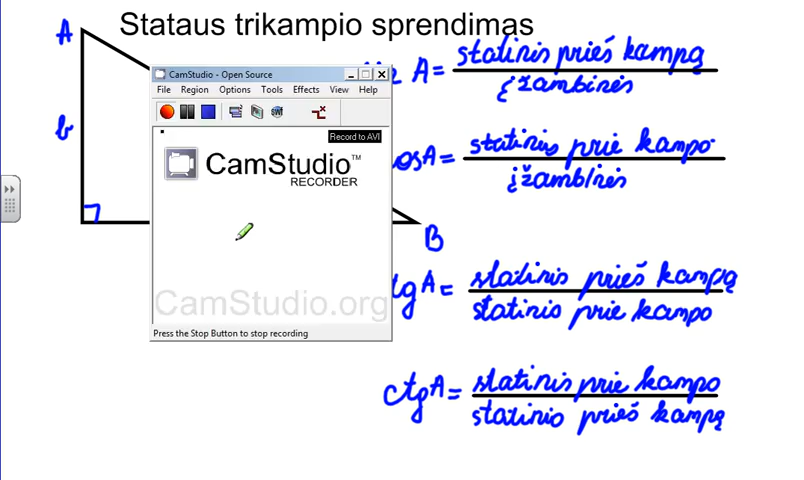 Stataus trikampio sprendimas
A
b
B
A = statinis prieš kampą
įžambinės
cosA = statinis prie kampo
įžambinės
tgA = statinis prieš kampą
statinio prie kampo
ctgA = statinis prie kampo
statinio prieš kampą
CamStudio - Open Source
File Region Options Tools Effects View Help
Record to AVI
CamStudio™
RECORDER
CamStudio.org
Press the Stop Button to stop recording